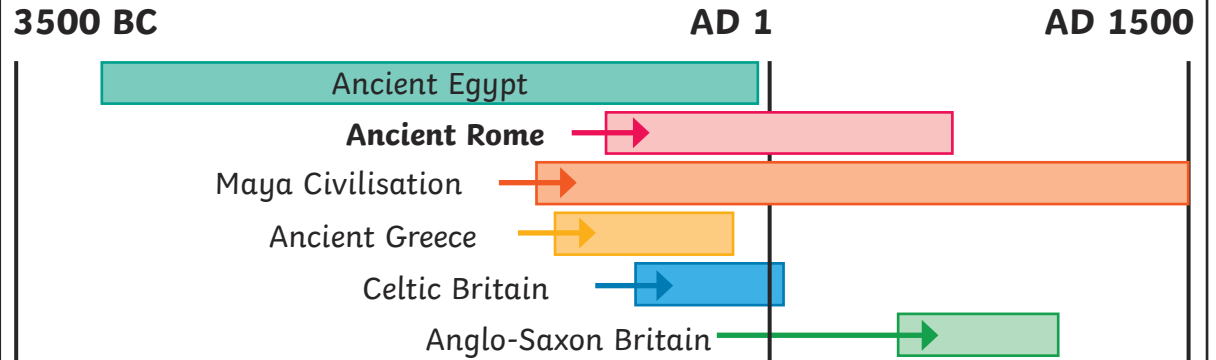 3500 BC AD 1 AD 1500
Ancient Egypt
Ancient Rome
Maya Civilisation
Ancient Greece
Celtic Britain
Anglo-Saxon Britain